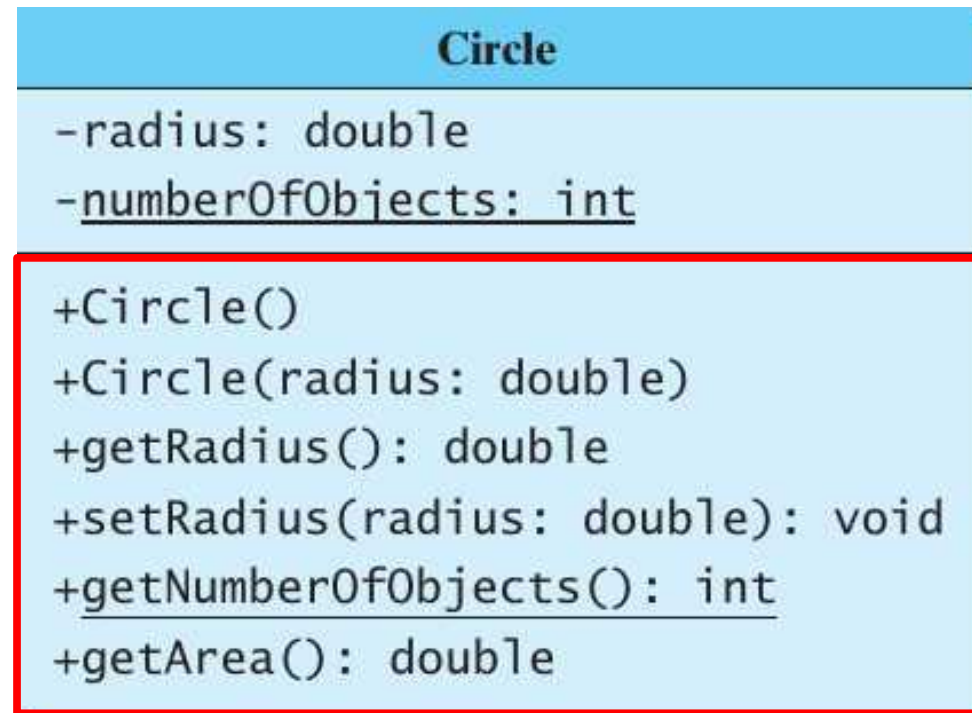 Circle
-radius: double
-numberOfObjects: int
+Circle()
+Circle(radius: double)
+getRadius(): double
+setRadius(radius: double): void
+getNumberOfObjects(): int
+getArea(): double